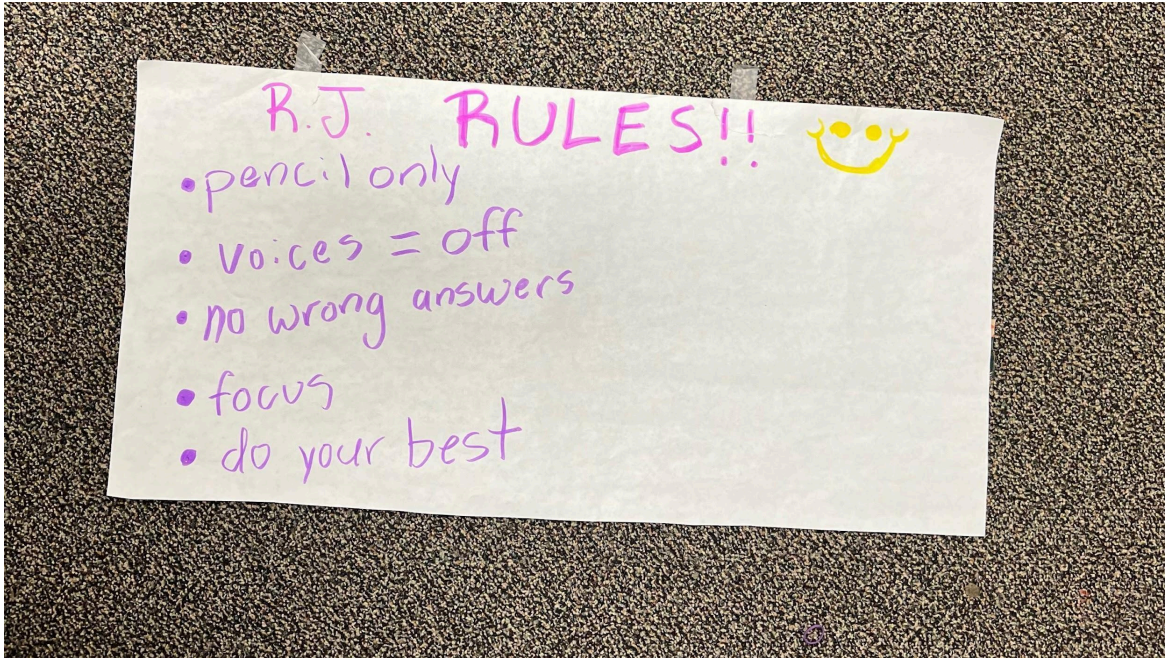 R.J. RULES!!
• pencil only
• voices = off
• no wrong answers
• focus
• do your best